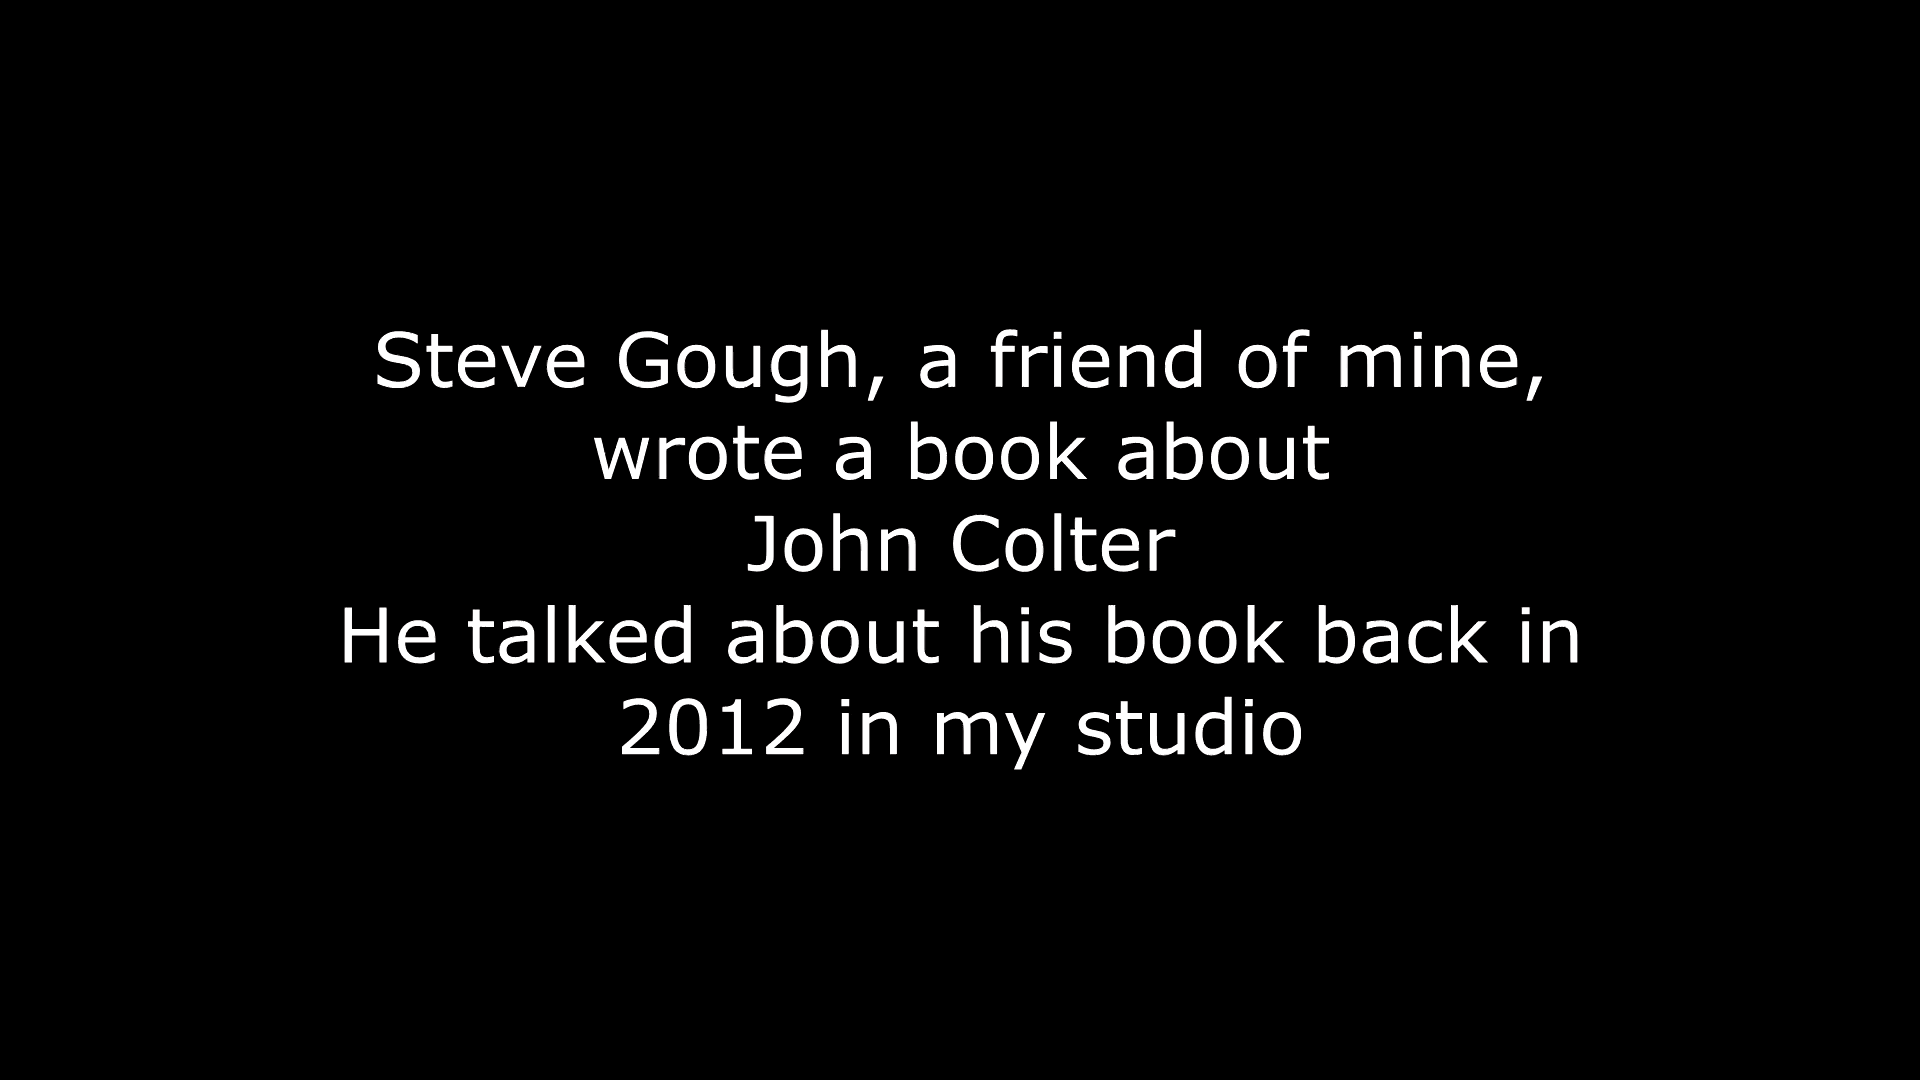 Steve Gough, a friend of mine,
wrote a book about
John Colter
He talked about his book back in
2012 in my studio